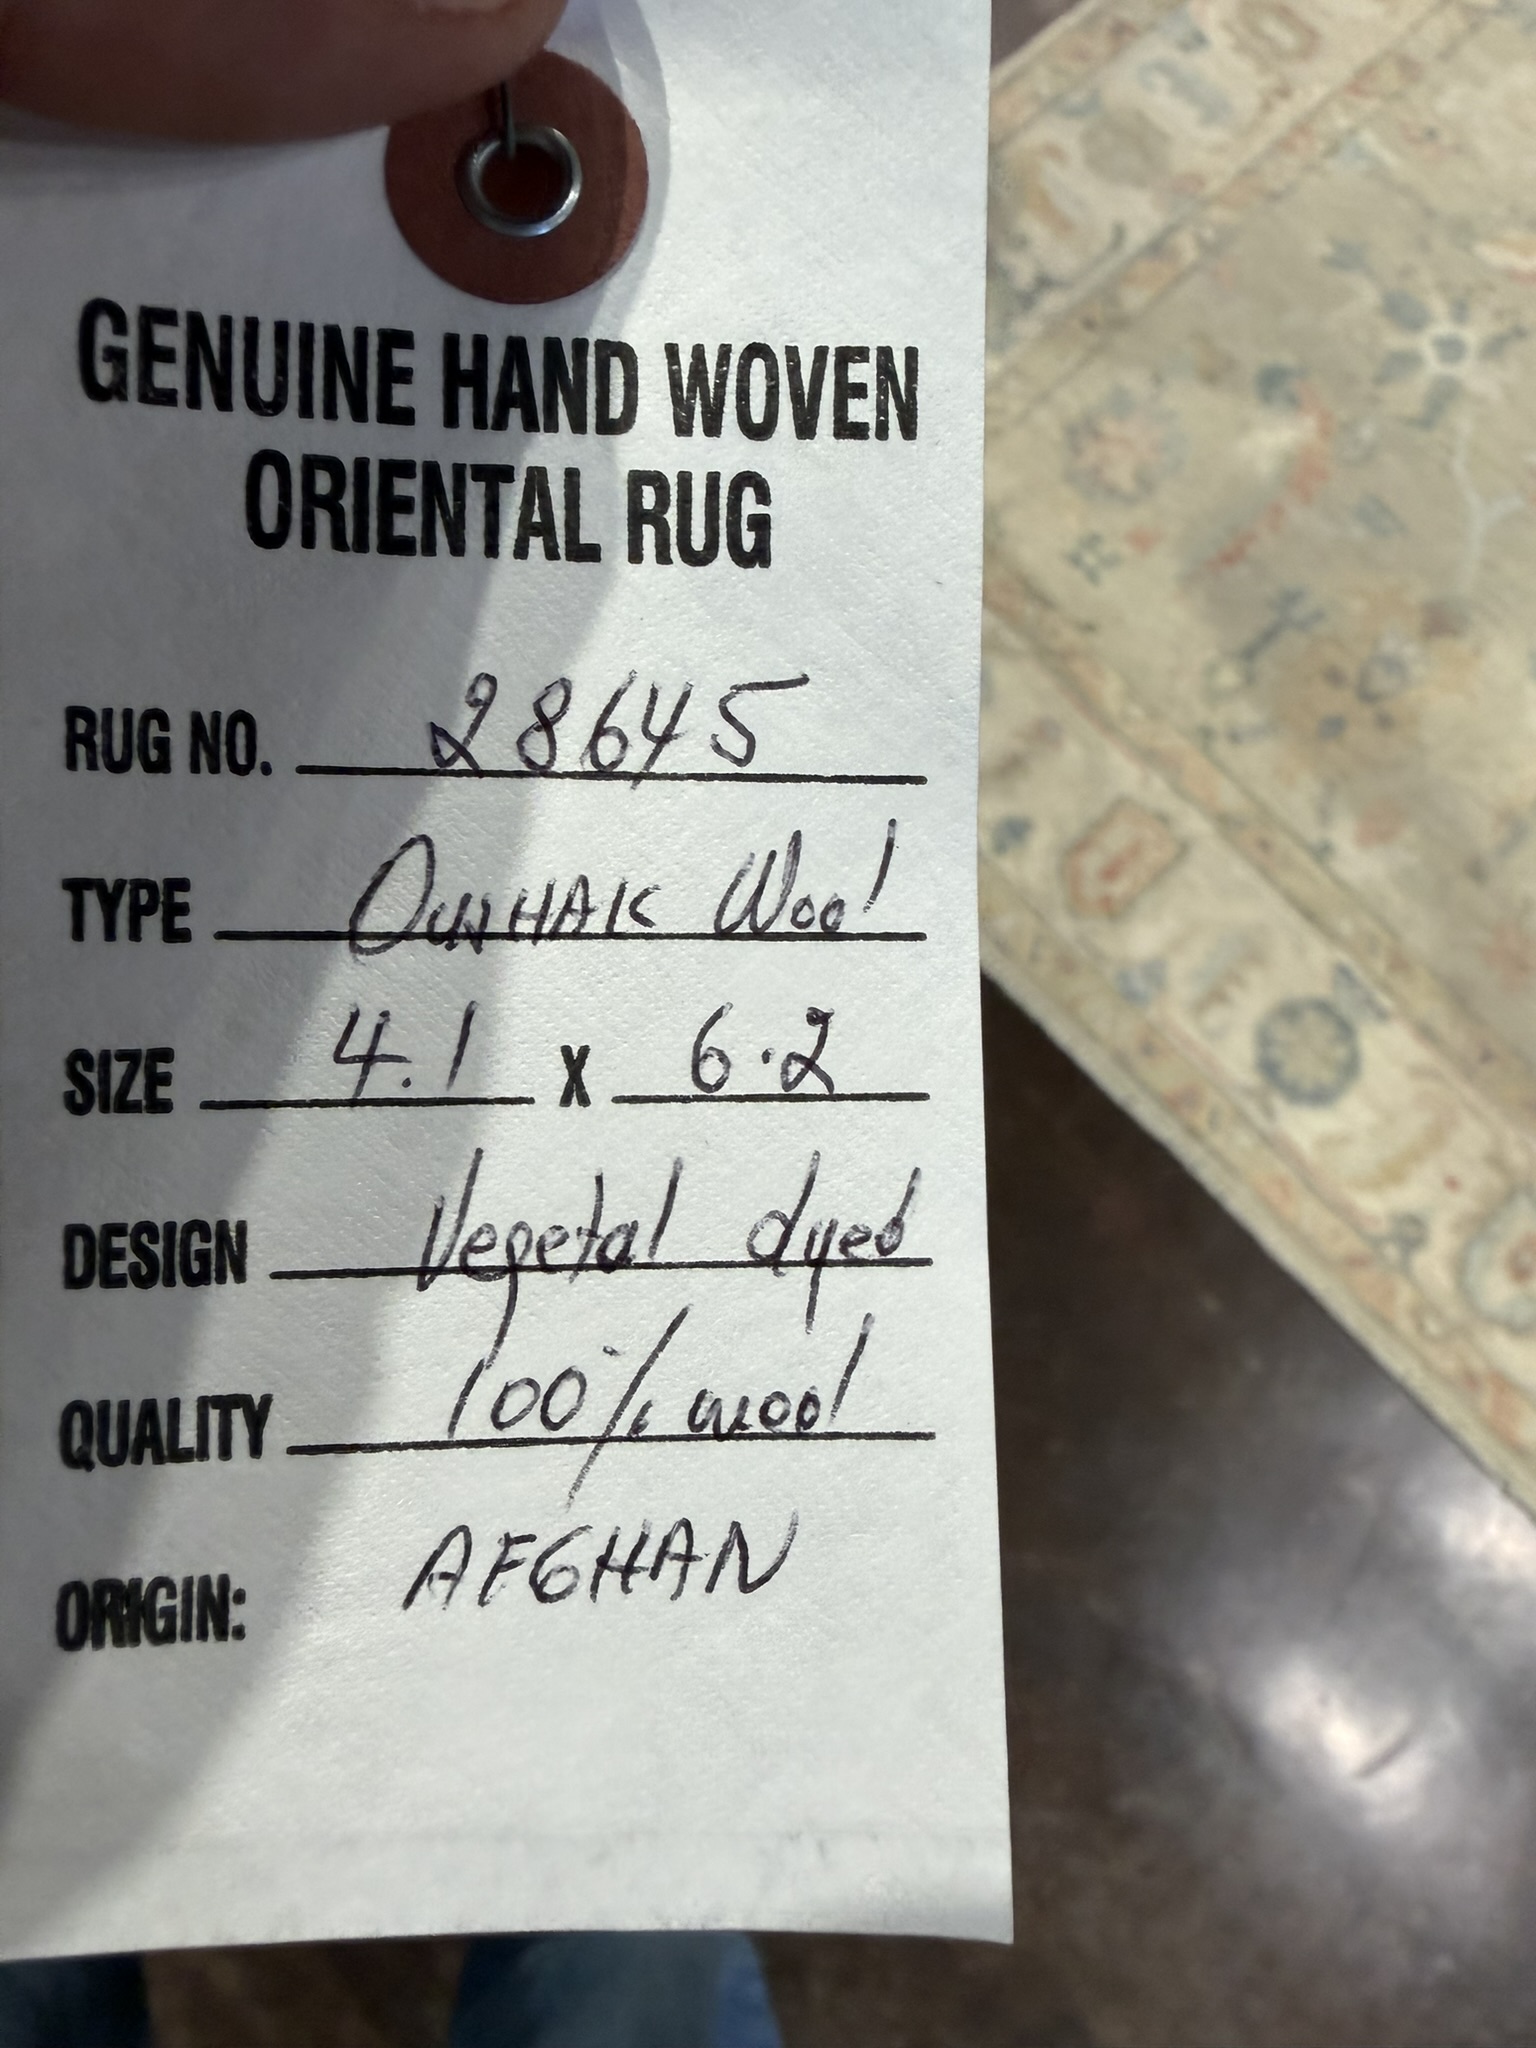 GENUINE HAND WOVEN
ORIENTAL RUG
RUG NO. 28645
TYPE Wool
SIZE 4.1 X 6.2
DESIGN Vegetal dyed
QUALITY 100% wool
ORIGIN: AFGHAN